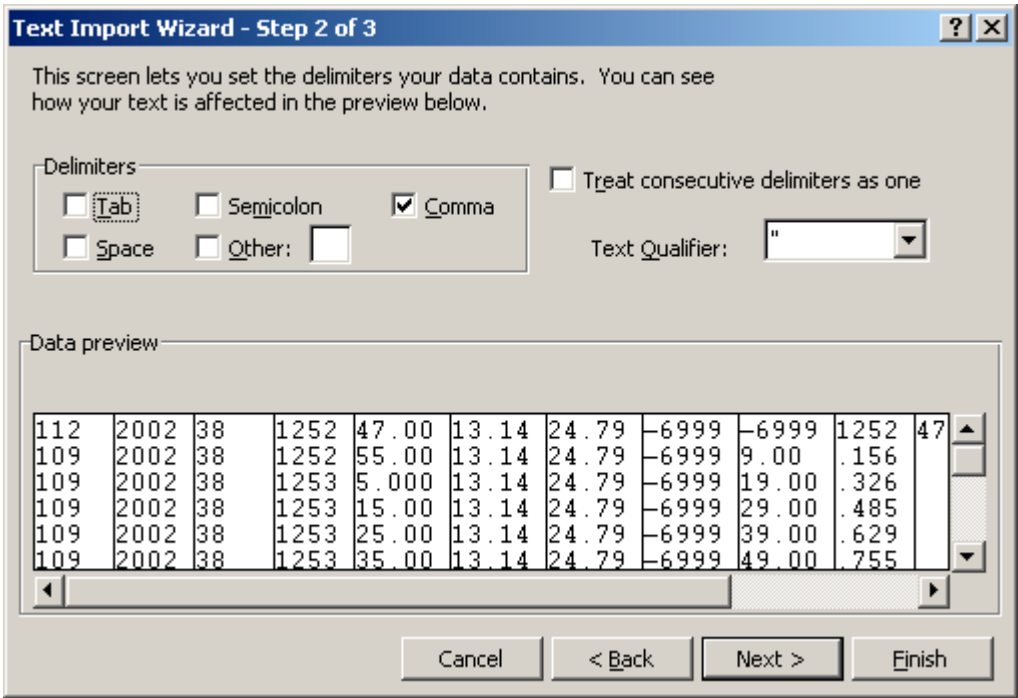 Text Import Wizard - Step 2 of 3
This screen lets you set the delimiters your data contains. You can see
how your text is affected in the preview below.
Delimiters
Tab Semicolon Comma
Space Other:
Treat consecutive delimiters as one
Text Qualifier: "
Data preview
112 2002 38 1252 47.00 13.14 24.79 -6999 -6999 1252 47
109 2002 38 1252 55.00 13.14 24.79 -6999 9.00 .156
109 2002 38 1253 5.000 13.14 24.79 -6999 19.00 .326
109 2002 38 1253 15.00 13.14 24.79 -6999 29.00 .485
109 2002 38 1253 25.00 13.14 24.79 -6999 39.00 .629
109 2002 38 1253 35.00 13.14 24.79 -6999 49.00 .755
Cancel < Back Next > Finish